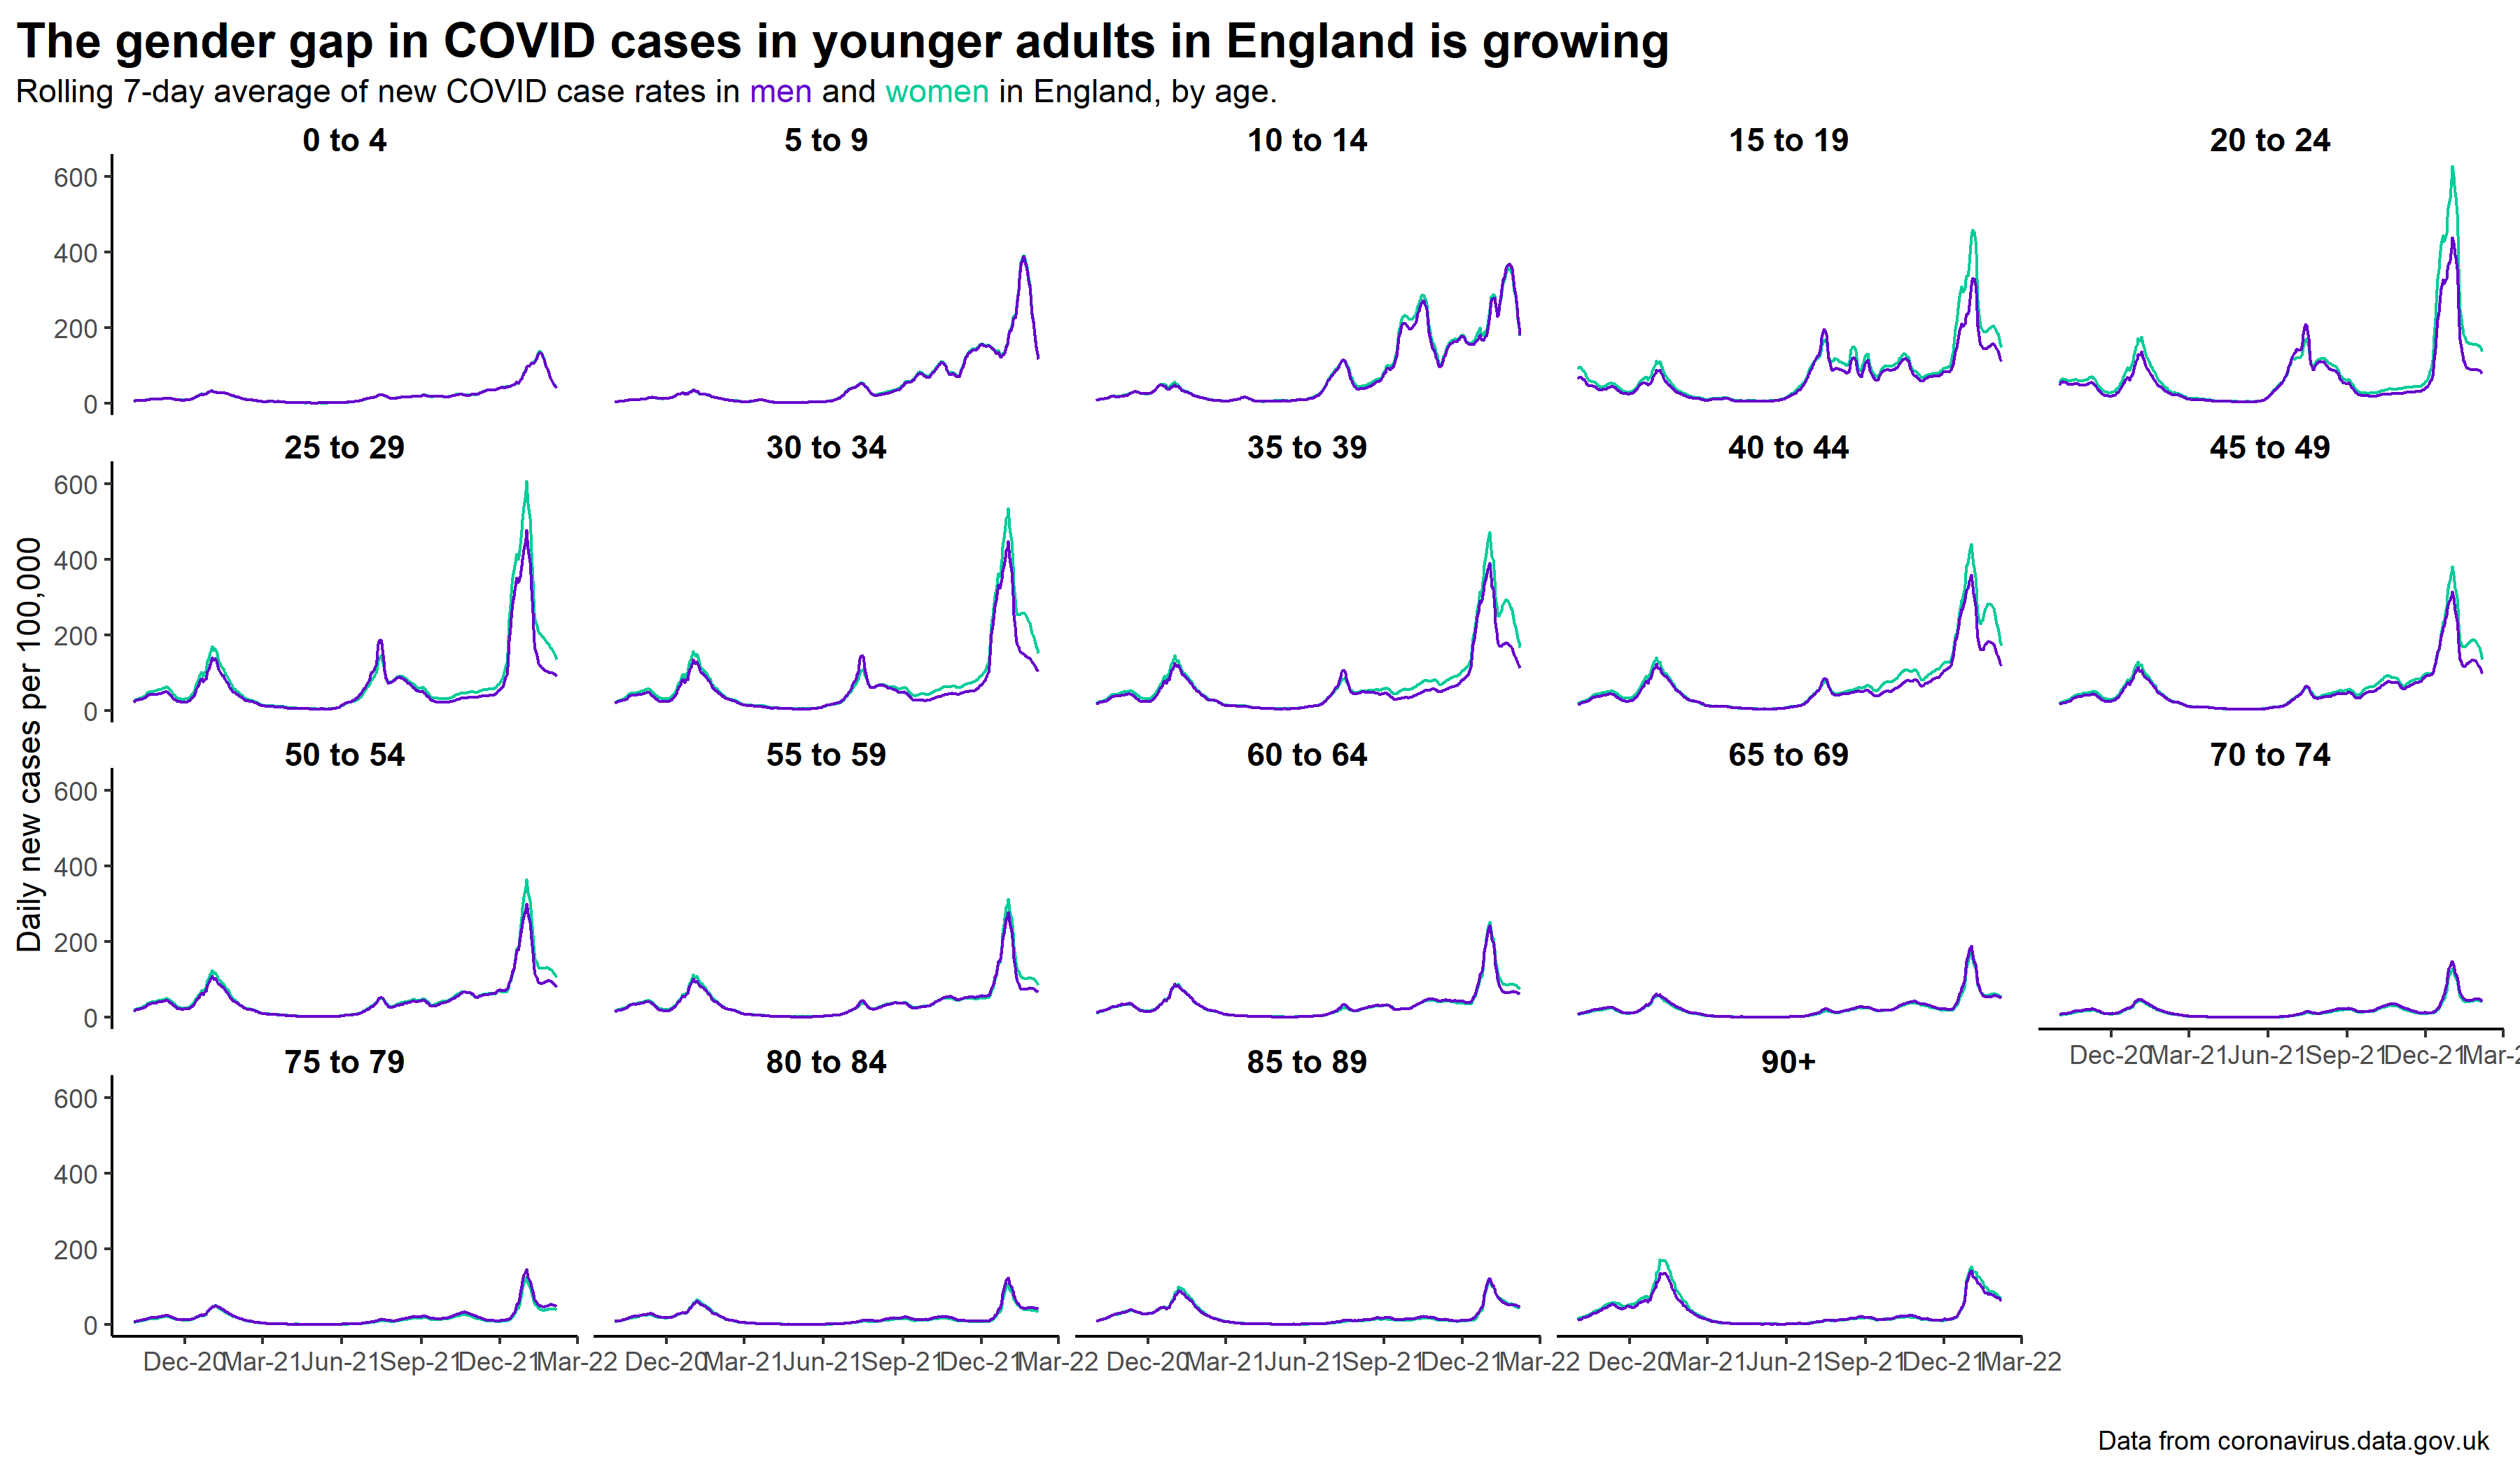 The gender gap in COVID cases in younger adults in England is growing
Rolling 7-day average of new COVID case rates in men and women in England, by age.
0 to 4 5 to 9 10 to 14 15 to 19 20 to 24
600
400
200
0
25 to 29 30 to 34 35 to 39 40 to 44 45 to 49
600
400
200
0
Daily new cases per 100,000
50 to 54 55 to 59 60 to 64 65 to 69 70 to 74
600
400
200
0
Dec-20 Mar-21 Jun-21 Sep-21 Dec-21 Mar-2
75 to 79 80 to 84 85 to 89 90+
600
400
200
0
Dec-20 Mar-21 Jun-21 Sep-21 Dec-21 Mar-22 Dec-20 Mar-21 Jun-21 Sep-21 Dec-21 Mar-22 Dec-20 Mar-21 Jun-21 Sep-21 Dec-21 Mar-22 Dec-20 Mar-21 Jun-21 Sep-21 Dec-21 Mar-22
Data from coronavirus.data.gov.uk